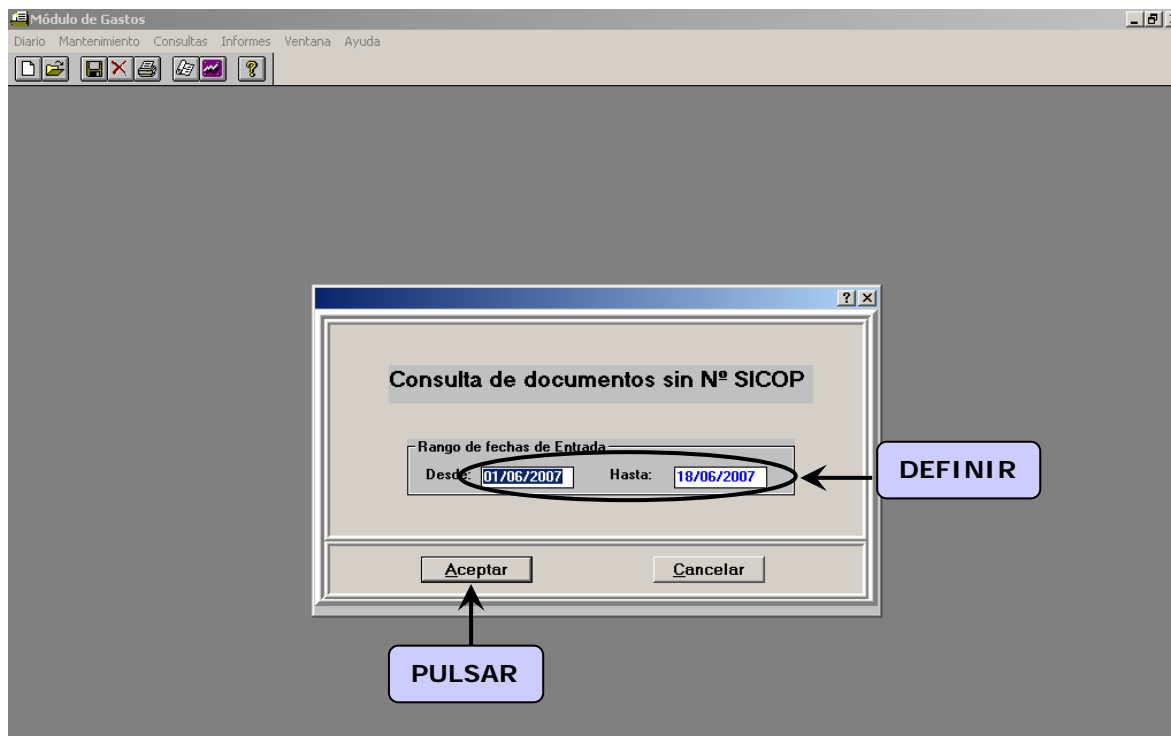 Módulo de Gastos
Diario Mantenimiento Consultas Informes Ventana Ayuda
Consulta de documentos sin Nº SICOP
Rango de fechas de Entrada
Desde: 01/06/2007 Hasta: 18/06/2007
DEFINIR
Aceptar Cancelar
PULSAR